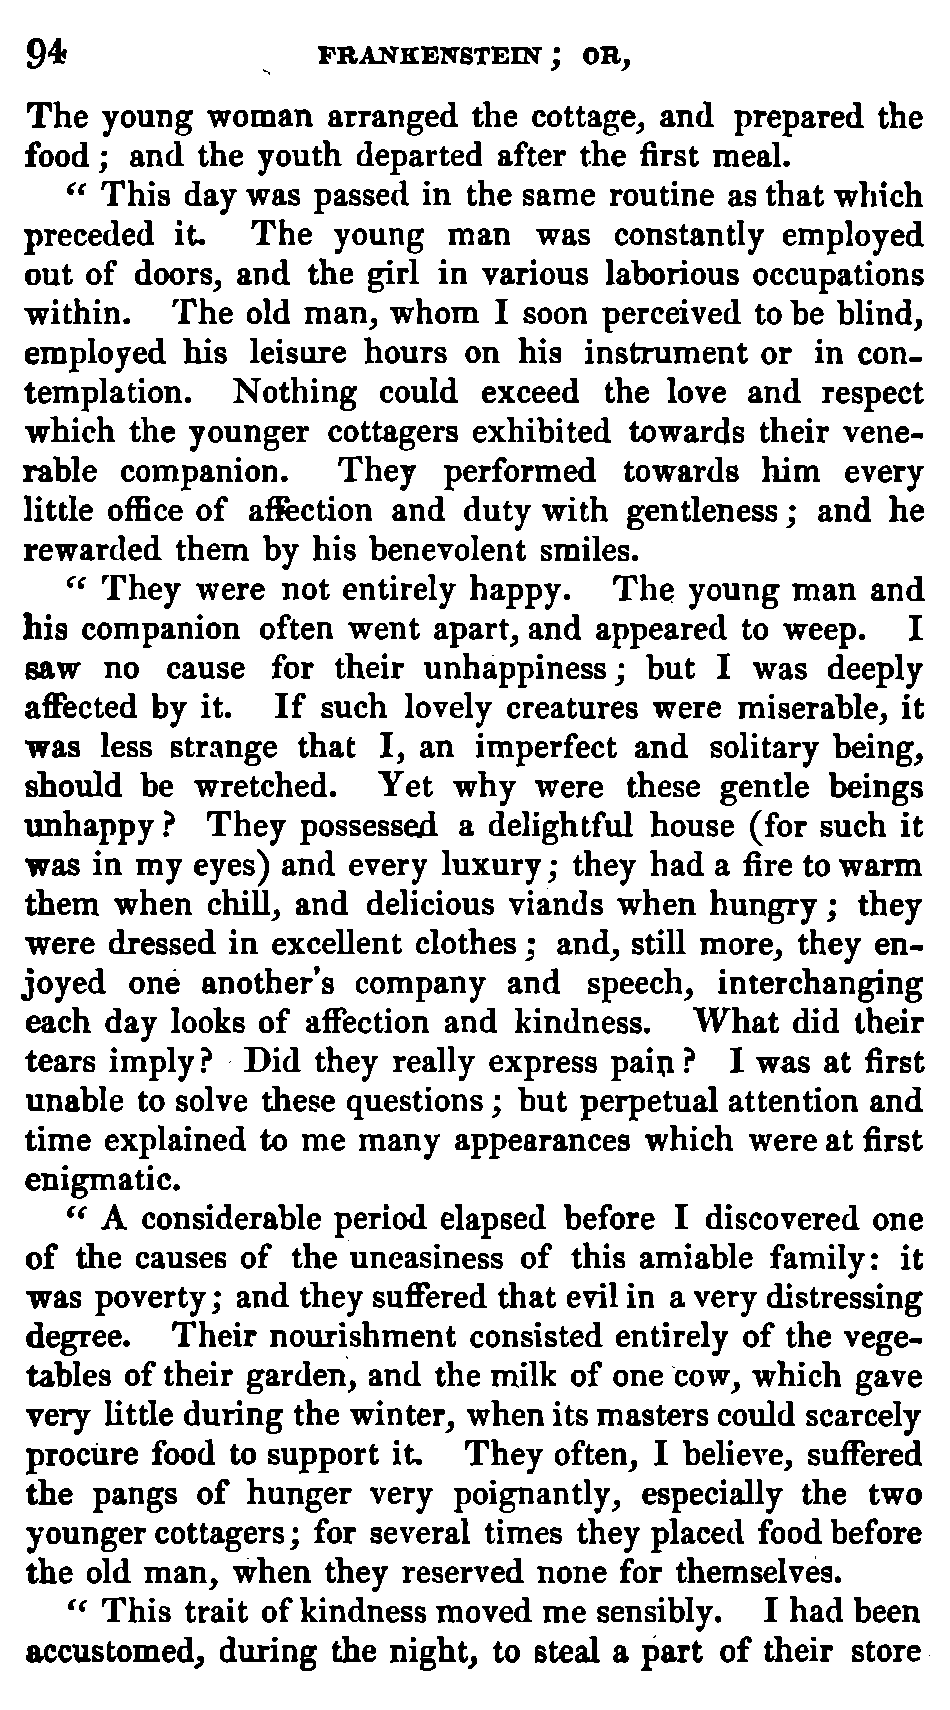 94 FRANKENSTEIN; OR,
The young woman arranged the cottage, and prepared the
food; and the youth departed after the first meal.
“ This day was passed in the same routine as that which
preceded it. The young man was constantly employed
out of doors, and the girl in various laborious occupations
within. The old man, whom I soon perceived to be blind,
employed his leisure hours on his instrument or in con-
templation. Nothing could exceed the love and respect
which the younger cottagers exhibited towards their vene-
rable companion. They performed towards him every
little office of affection and duty with gentleness; and he
rewarded them by his benevolent smiles.
“ They were not entirely happy. The young man and
his companion often went apart, and appeared to weep. I
saw no cause for their unhappiness; but I was deeply
affected by it. If such lovely creatures were miserable, it
was less strange that I, an imperfect and solitary being,
should be wretched. Yet why were these gentle beings
unhappy? They possessed a delightful house (for such it
was in my eyes) and every luxury; they had a fire to warm
them when chill, and delicious viands when hungry; they
were dressed in excellent clothes; and, still more, they en-
joyed one another's company and speech, interchanging
each day looks of affection and kindness. What did their
tears imply? Did they really express pain? I was at first
unable to solve these questions; but perpetual attention and
time explained to me many appearances which were at first
enigmatic.
“ A considerable period elapsed before I discovered one
of the causes of the uneasiness of this amiable family: it
was poverty; and they suffered that evil in a very distressing
degree. Their nourishment consisted entirely of the vege-
tables of their garden, and the milk of one cow, which gave
very little during the winter, when its masters could scarcely
procure food to support it. They often, I believe, suffered
the pangs of hunger very poignantly, especially the two
younger cottagers; for several times they placed food before
the old man, when they reserved none for themselves.
“ This trait of kindness moved me sensibly. I had been
accustomed, during the night, to steal a part of their store